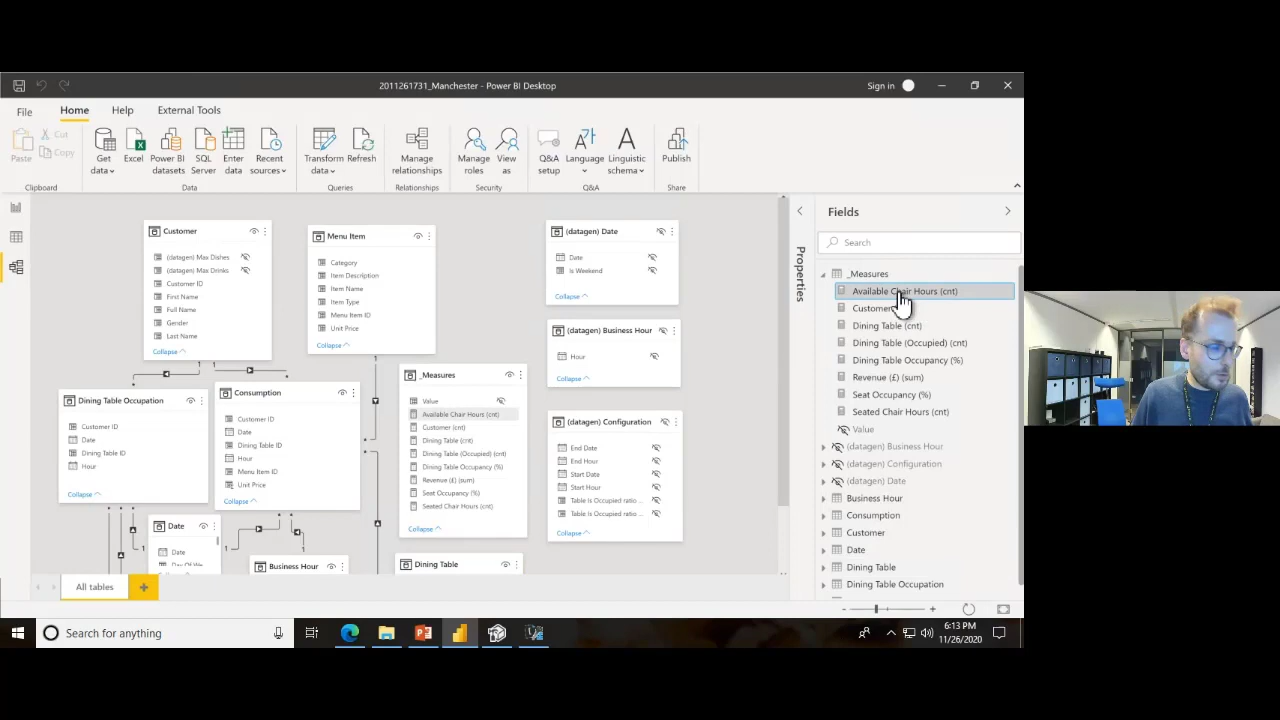 2011261731_Manchester - Power BI Desktop
Sign in
File
Home
Help
External Tools
Paste
Cut
Copy
Clipboard
Get data
Excel
Power BI datasets
SQL Server
Enter data
Recent sources
Data
Transform data
Refresh
Queries
Manage relationships
Relationships
Manage roles
View as
Security
Q&A setup
Language
Linguistic schema
Q&A
Publish
Share
Customer
(datagen) Max Dishes
(datagen) Max Drinks
Customer ID
First Name
Full Name
Gender
Last Name
Collapse
Menu Item
Category
Item Description
Item Name
Item Type
Menu Item ID
Unit Price
Collapse
(datagen) Date
Date
Is Weekend
Collapse
(datagen) Business Hour
Hour
Collapse
Dining Table Occupation
Customer ID
Date
Dining Table ID
Hour
Collapse
Consumption
Customer ID
Date
Dining Table ID
Hour
Menu Item ID
Unit Price
Collapse
_Measures
Value
Available Chair Hours (cnt)
Customer (cnt)
Dining Table (cnt)
Dining Table (Occupied) (cnt)
Dining Table Occupancy (%)
Revenue (£) (sum)
Seat Occupancy (%)
Seated Chair Hours (cnt)
Collapse
(datagen) Configuration
End Date
End Hour
Start Date
Start Hour
Table Is Occupied ratio ...
Table Is Occupied ratio ...
Collapse
Date
Date
Business Hour
Dining Table
All tables
Properties
Fields
Search
_Measures
Available Chair Hours (cnt)
Customer
Dining Table (cnt)
Dining Table (Occupied) (cnt)
Dining Table Occupancy (%)
Revenue (£) (sum)
Seat Occupancy (%)
Seated Chair Hours (cnt)
Value
(datagen) Business Hour
(datagen) Configuration
(datagen) Date
Business Hour
Consumption
Customer
Date
Dining Table
Dining Table Occupation
Search for anything
6:13 PM
11/26/2020